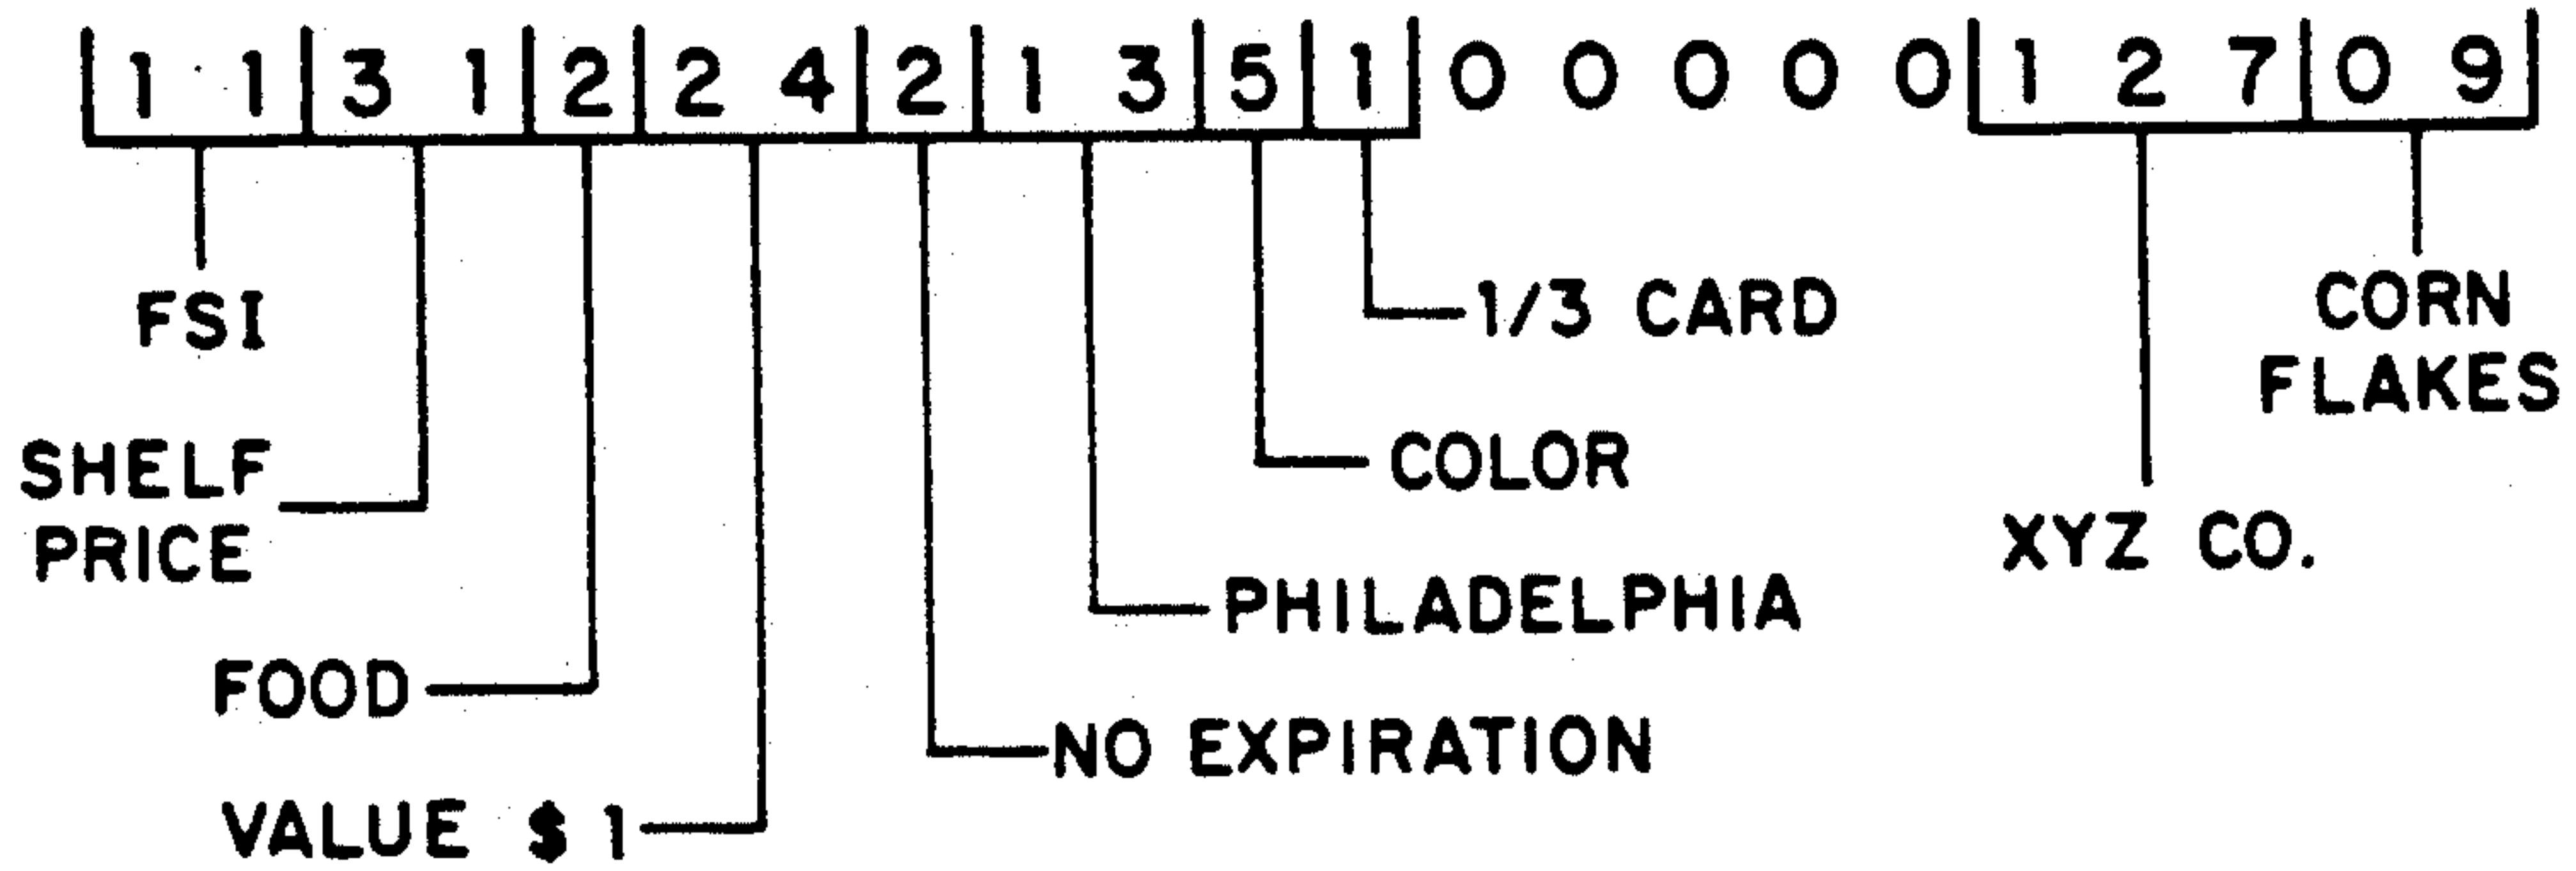 1 1 3 1 2 2 4 2 1 3 5 1 0 0 0 0 0 1 2 7 0 9
FSI
1/3 CARD
CORN
FLAKES
SHELF
PRICE
COLOR
XYZ CO.
PHILADELPHIA
FOOD
NO EXPIRATION
VALUE $ 1